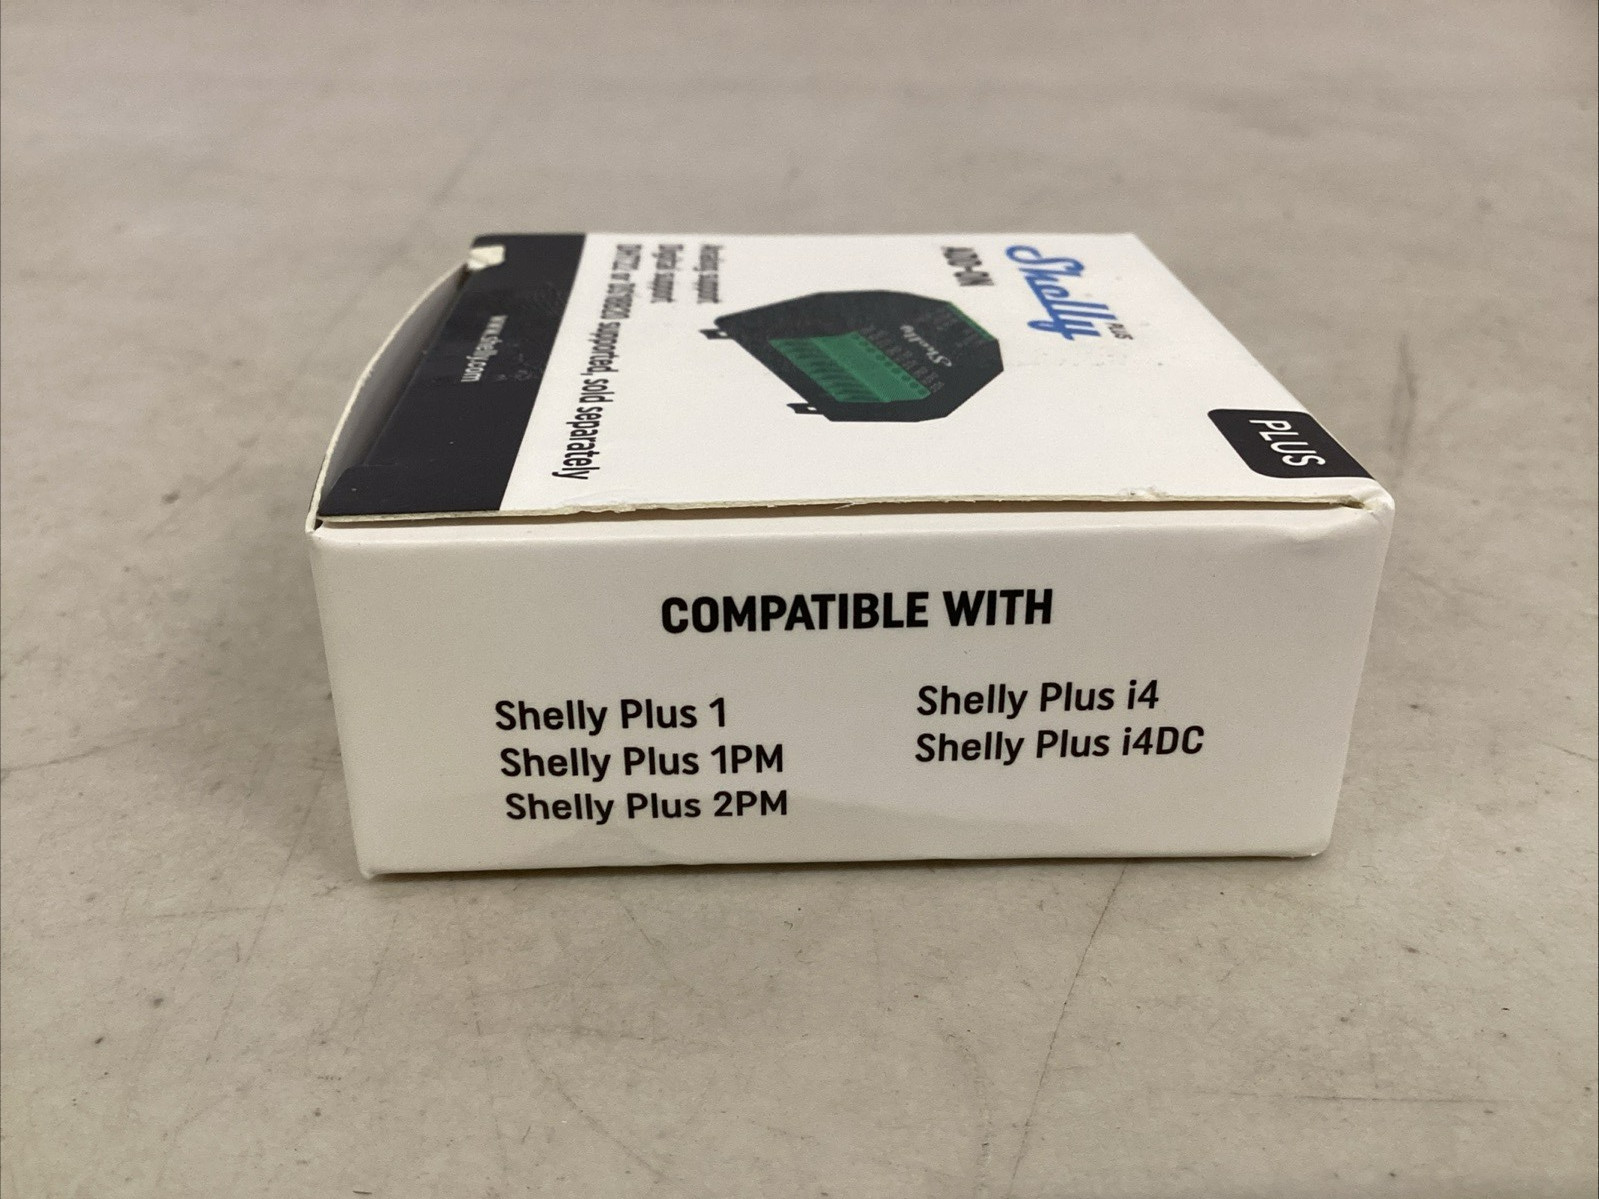 Shelly PLUS
ADD-ON
Shelly
Analog support
Digital support
DHT22 or DS18B20 supported, sold separately
www.shelly.com
PLUS
COMPATIBLE WITH
Shelly Plus 1
Shelly Plus 1PM
Shelly Plus 2PM
Shelly Plus i4
Shelly Plus i4DC